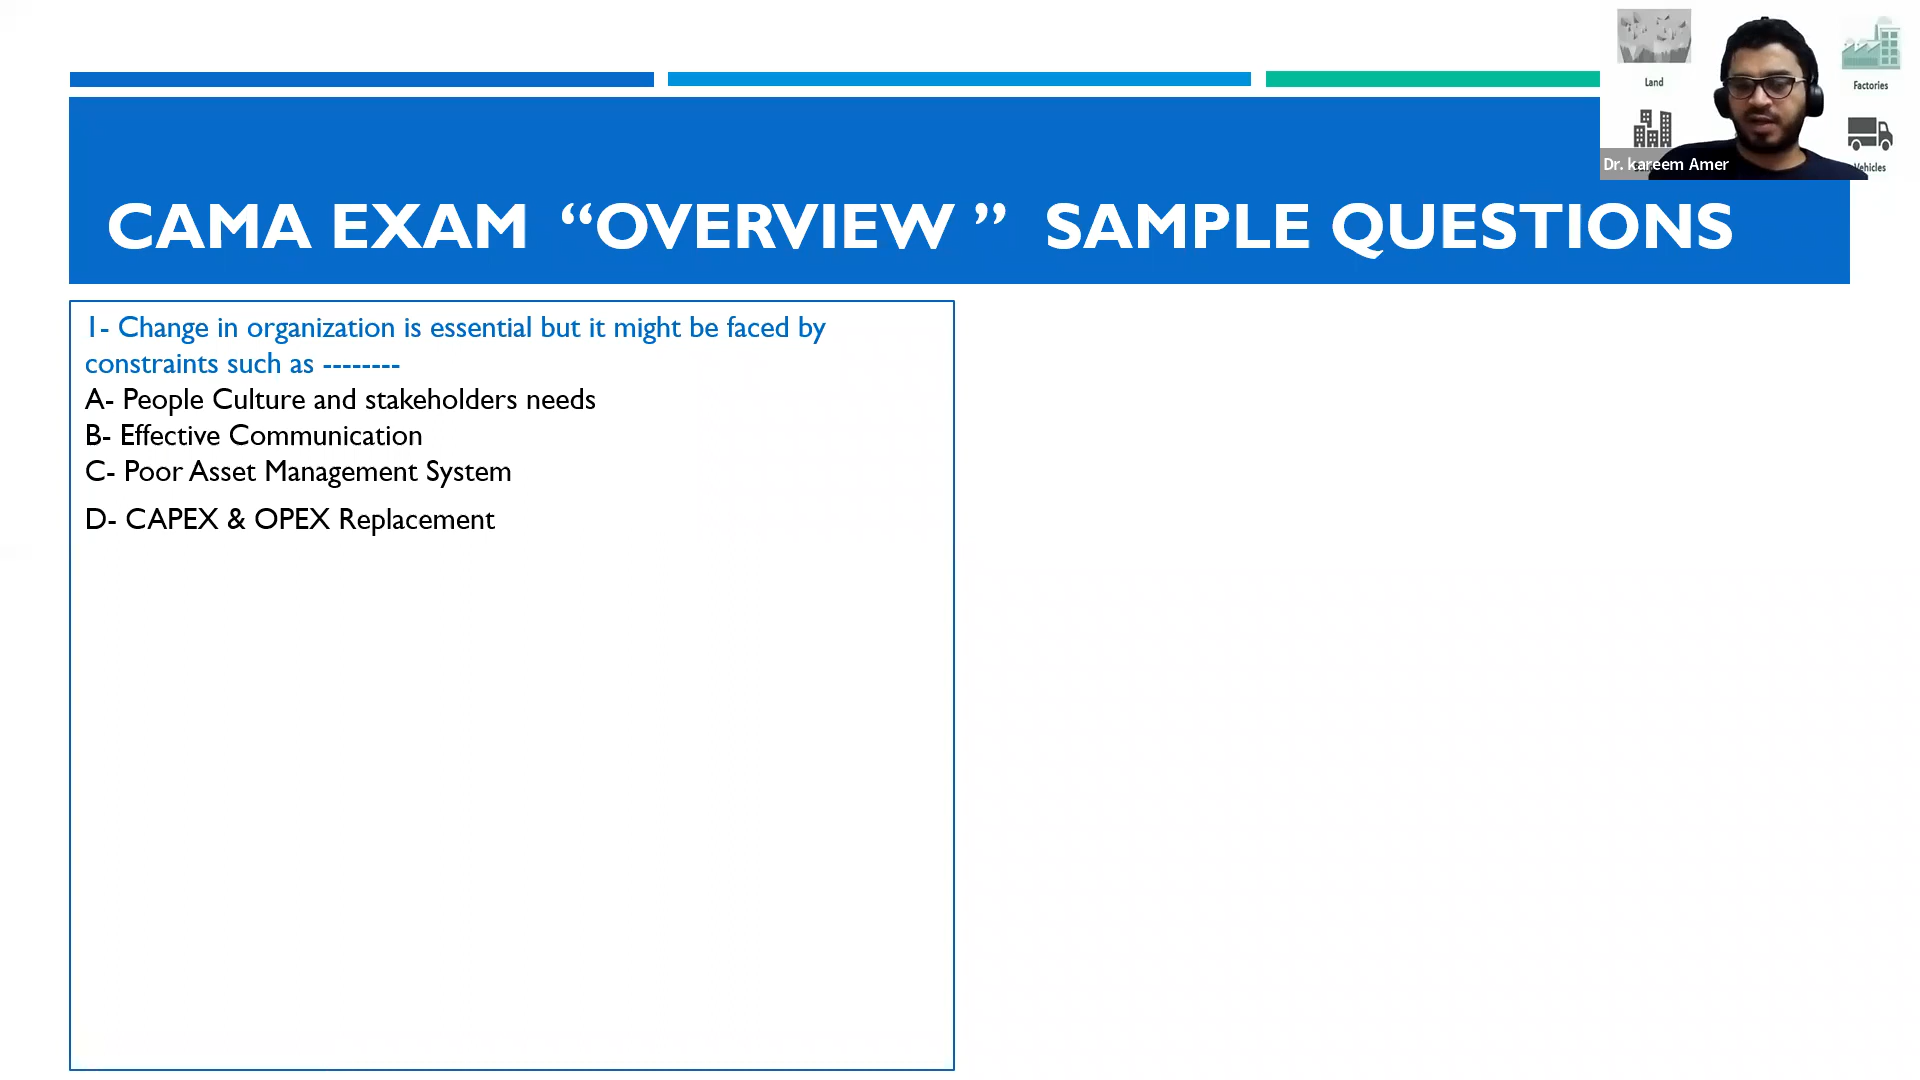 Land
Factories
Dr. kareem Amer
CAMA EXAM “OVERVIEW ” SAMPLE QUESTIONS
1- Change in organization is essential but it might be faced by
constraints such as --------
A- People Culture and stakeholders needs
B- Effective Communication
C- Poor Asset Management System
D- CAPEX & OPEX Replacement